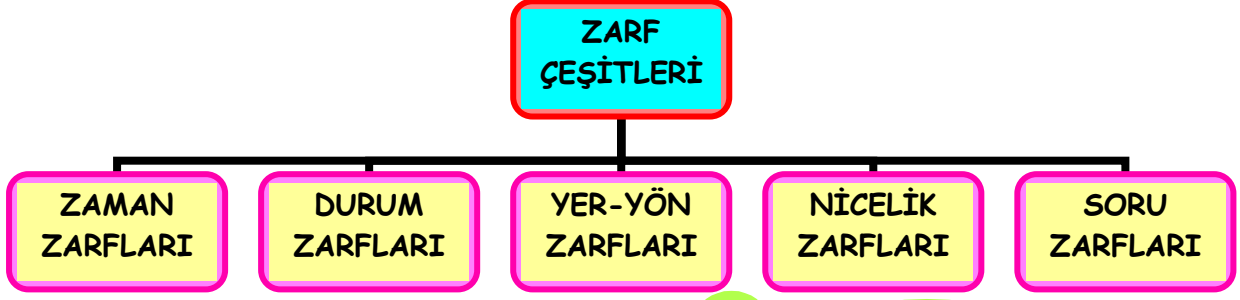 ZARF
ÇEŞİTLERİ
ZAMAN
ZARFLARI
DURUM
ZARFLARI
YER-YÖN
ZARFLARI
NİCELİK
ZARFLARI
SORU
ZARFLARI